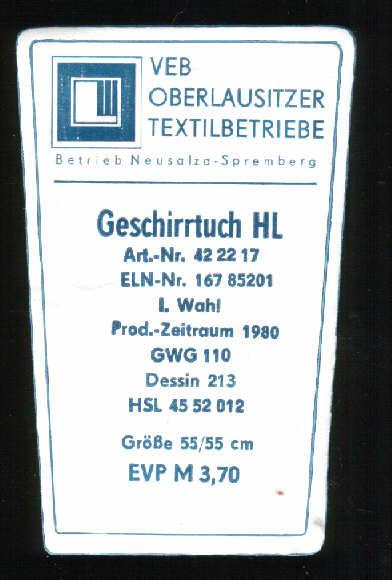 VEB
OBERLAUSITZER
TEXTILBETRIEBE
Betrieb Neusalza-Spremberg
Geschirrtuch HL
Art.-Nr. 42 22 17
ELN-Nr. 167 85201
I. Wahl
Prod.-Zeitraum 1980
GWG 110
Dessin 213
HSL 45 52 012
Größe 55/55 cm
EVP M 3,70